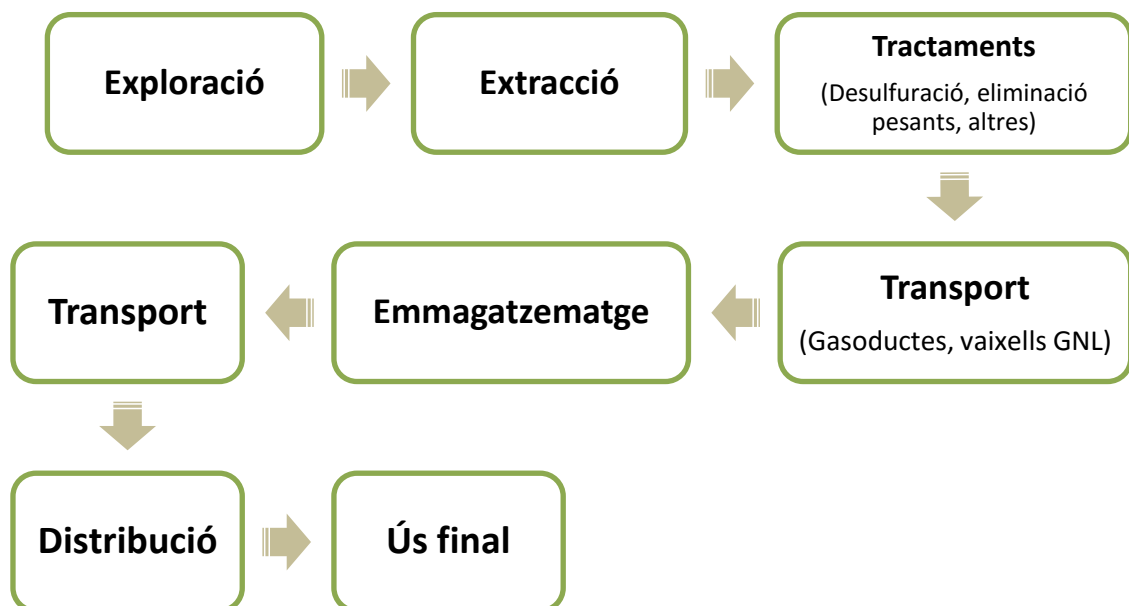 Exploració
Extracció
Tractaments
(Desulfuració, eliminació
pesants, altres)
Transport
(Gasoductes, vaixells GNL)
Emmagatzematge
Transport
Distribució
Ús final